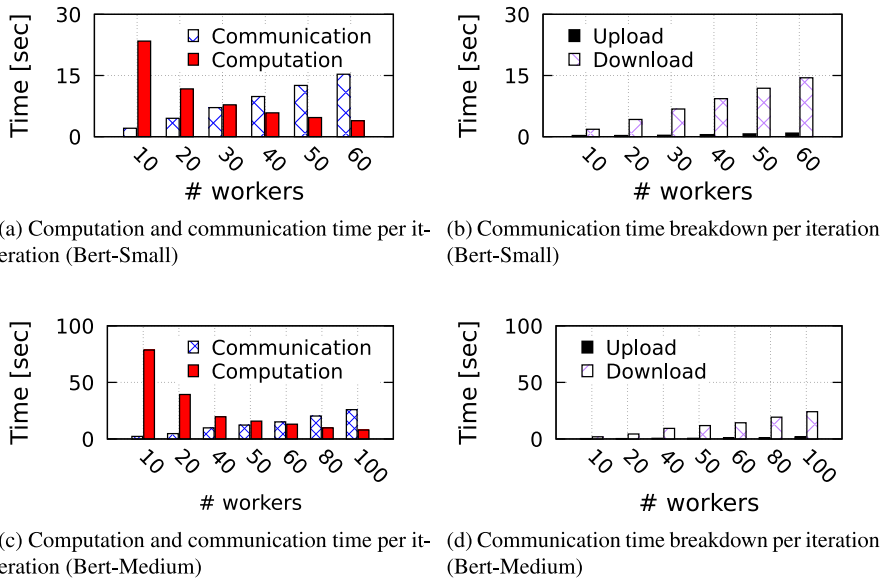 30
15
0
Time [sec]
Communication
Computation
10 20 30 40 50 60
# workers
30
15
0
Time [sec]
Upload
Download
10 20 30 40 50 60
# workers
(a) Computation and communication time per it-
eration (Bert-Small)
(b) Communication time breakdown per iteration
(Bert-Small)
100
50
0
Time [sec]
Communication
Computation
10 20 40 50 60 80 100
# workers
100
50
0
Time [sec]
Upload
Download
10 20 40 50 60 80 100
# workers
(c) Computation and communication time per it-
eration (Bert-Medium)
(d) Communication time breakdown per iteration
(Bert-Medium)